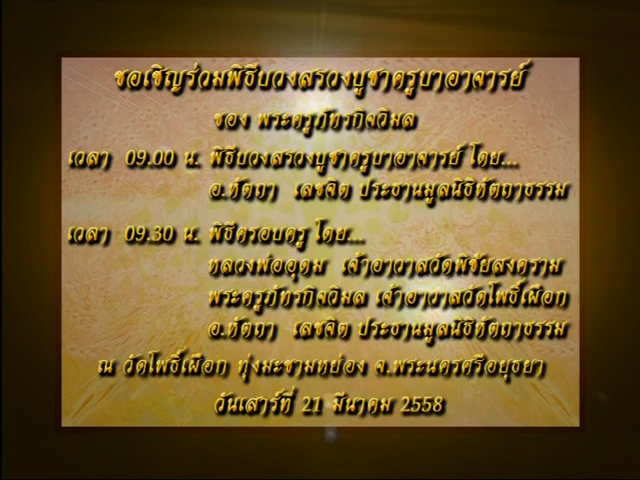 ขอเชิญร่วมพิธีบวงสรวงบูชาครูบาอาจารย์
ของ พระครูภัทรกิจวิมล
เวลา 09.00 น. พิธีบวงสรวงบูชาครูบาอาจารย์ โดย...
อ.ทัตถา เลชจิต ประธานมูลนิธิทัตถาธรรม
เวลา 09.30 น. พิธีครอบครู โดย...
หลวงพ่ออุดม เจ้าอาวาสวัดพิชัยสงคราม
พระครูภัทรกิจวิมล เจ้าอาวาสวัดโพธิ์เผือก
อ.ทัตถา เลชจิต ประธานมูลนิธิทัตถาธรรม
ณ วัดโพธิ์เผือก ทุ่งมะขามหย่อง จ.พระนครศรีอยุธยา
วันเสาร์ที่ 21 มีนาคม 2558